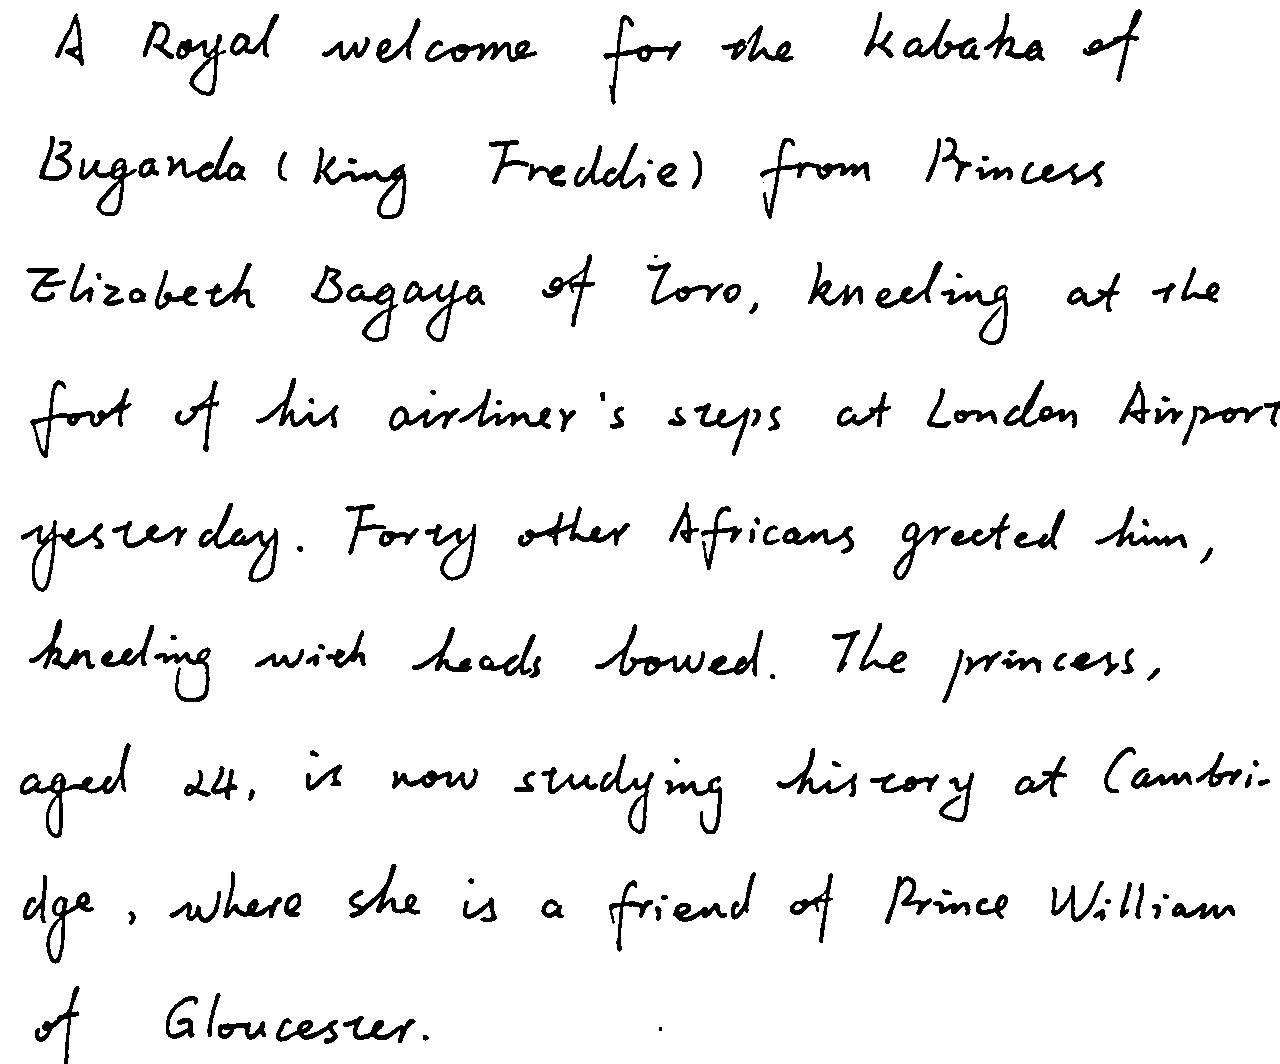 A Royal welcome for the Kabaka of
Buganda (King Freddie) from Princess
Elizabeth Bagaya of Toro, kneeling at the
foot of his airliner's steps at London Airport
yesterday. Forty other Africans greeted him,
kneeling with heads bowed. The princess,
aged 24, is now studying history at Cambri-
dge, where she is a friend of Prince William
of Gloucester.